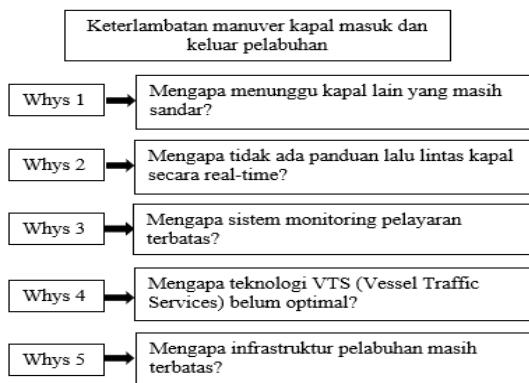 Keterlambatan manuver kapal masuk dan
keluar pelabuhan
Whys 1
Mengapa menunggu kapal lain yang masih
sandar?
Whys 2
Mengapa tidak ada panduan lalu lintas kapal
secara real-time?
Whys 3
Mengapa sistem monitoring pelayaran
terbatas?
Whys 4
Mengapa teknologi VTS (Vessel Traffic
Services) belum optimal?
Whys 5
Mengapa infrastruktur pelabuhan masih
terbatas?